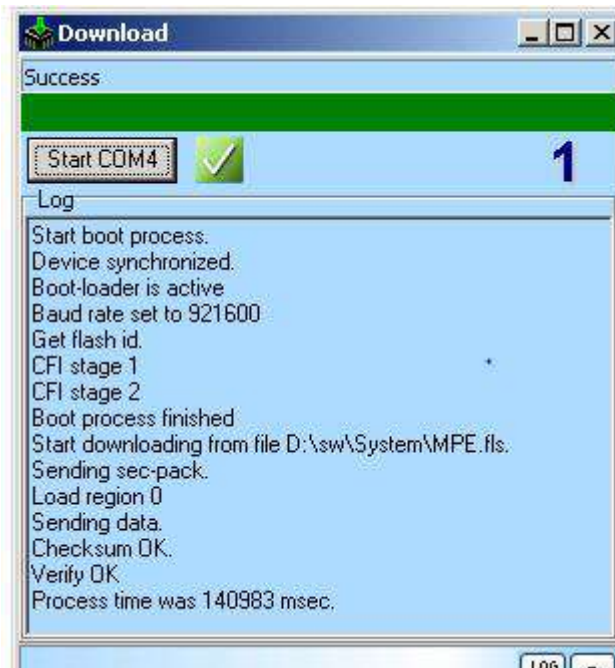 Download
Success
Start COM4
1
Log
Start boot process.
Device synchronized.
Boot-loader is active
Baud rate set to 921600
Get flash id.
CFI stage 1
CFI stage 2
Boot process finished
Start downloading from file D:\sw\System\MPE.fls.
Sending sec-pack.
Load region 0
Sending data.
Checksum OK.
Verify OK
Process time was 140983 msec.
LOG